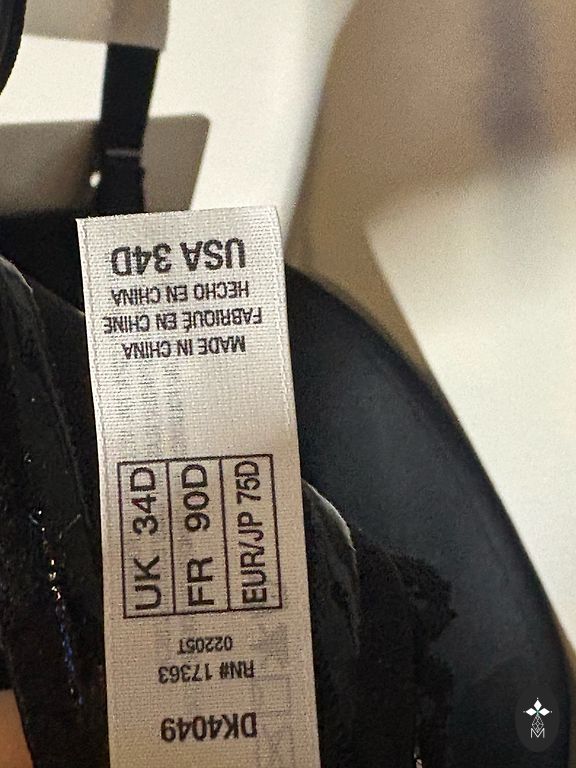 DK4049
RN# 17363
02205T
UK 34D
FR 90D
EUR/JP 75D
MADE IN CHINA
FABRIQUÉ EN CHINE
HECHO EN CHINA
USA 34D
M